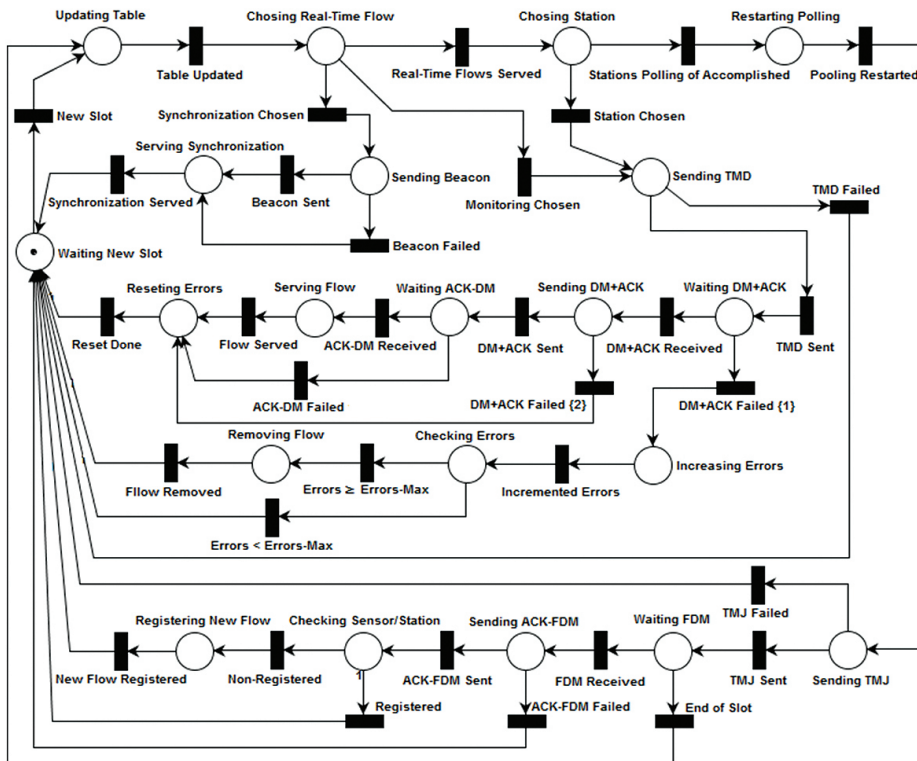 Updating Table
Chosing Real-Time Flow
Chosing Station
Restarting Polling
Table Updated
Real-Time Flows Served
Stations Polling of Accomplished
Pooling Restarted
New Slot
Synchronization Chosen
Station Chosen
Serving Synchronization
Sending Beacon
Sending TMD
Synchronization Served
Beacon Sent
Monitoring Chosen
TMD Failed
Beacon Failed
Waiting New Slot
Reseting Errors
Serving Flow
Waiting ACK-DM
Sending DM+ACK
Waiting DM+ACK
Reset Done
Flow Served
ACK-DM Received
DM+ACK Sent
DM+ACK Received
TMD Sent
ACK-DM Failed
DM+ACK Failed {2}
DM+ACK Failed {1}
Removing Flow
Checking Errors
Increasing Errors
Fllow Removed
Errors ≥ Errors-Max
Incremented Errors
Errors < Errors-Max
TMJ Failed
Registering New Flow
Checking Sensor/Station
Sending ACK-FDM
Waiting FDM
New Flow Registered
Non-Registered
1
ACK-FDM Sent
FDM Received
TMJ Sent
Sending TMJ
Registered
ACK-FDM Failed
End of Slot